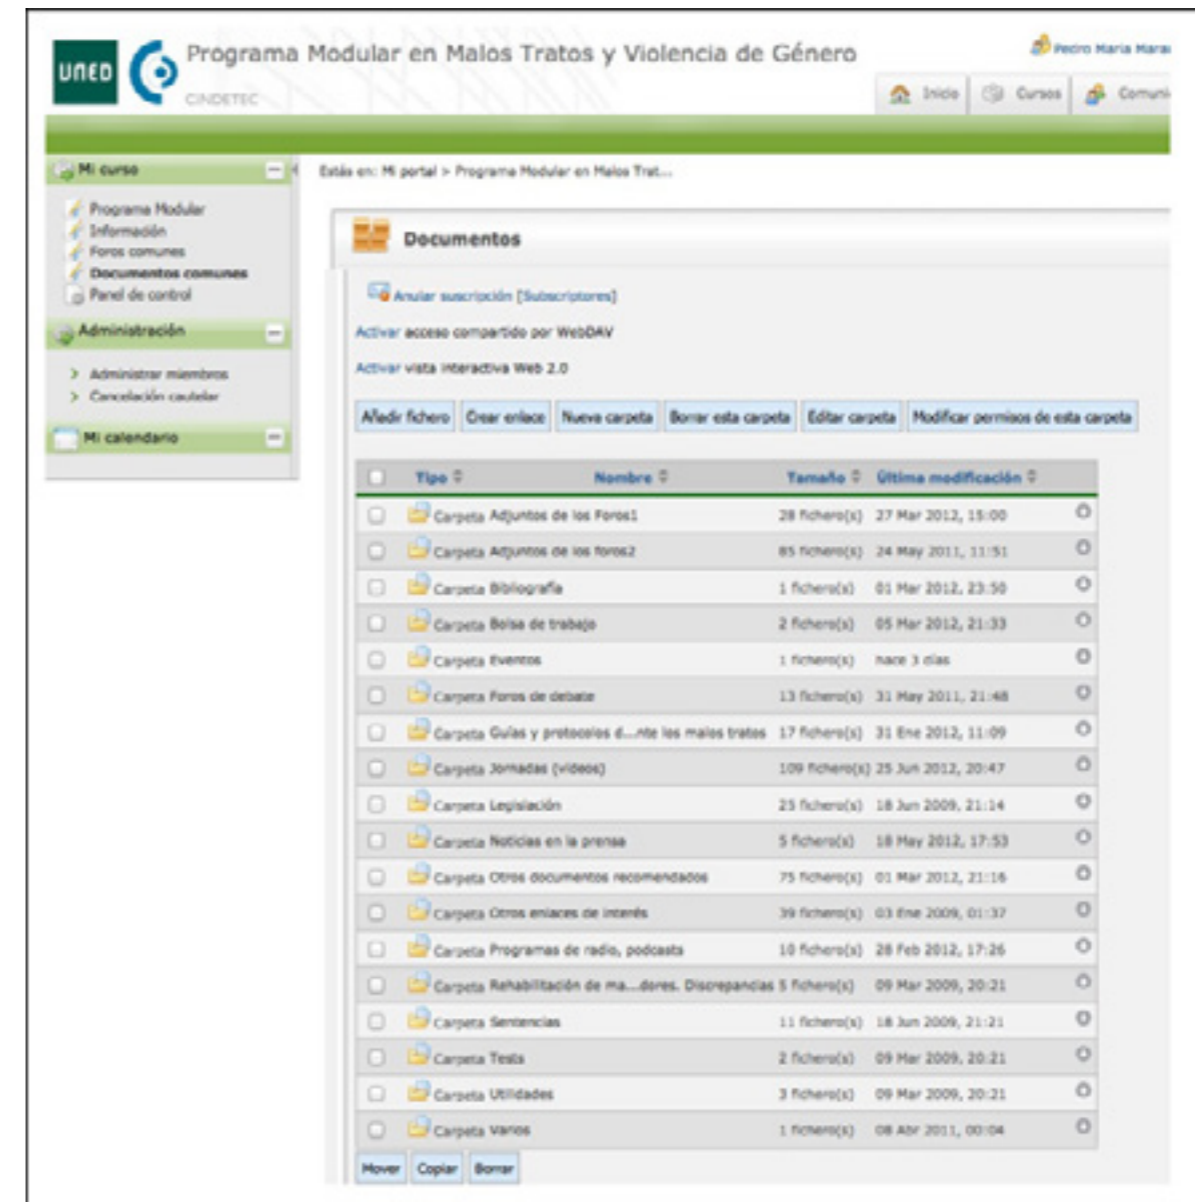 UNED
Programa Modular en Malos Tratos y Violencia de Género
CINDETEC
Pedro María Mara
Inicio Cursos Comuni
Mi curso
Estás en: Mi portal > Programa Modular en Malos Trat...
Programa Modular
Información
Foros comunes
Documentos comunes
Panel de control
Administración
Administrar miembros
Cancelación cautelar
Mi calendario
Documentos
Anular suscripción [Subscriptores]
Activar acceso compartido por WebDAV
Activar vista interactiva Web 2.0
Añadir fichero Crear enlace Nueva carpeta Borrar esta carpeta Editar carpeta Modificar permisos de esta carpeta
Tipo Nombre Tamaño Última modificación
Carpeta Adjuntos de los Foros1 28 fichero(s) 27 Mar 2012, 15:00
Carpeta Adjuntos de los foros2 85 fichero(s) 24 May 2011, 11:51
Carpeta Bibliografía 1 fichero(s) 01 Mar 2012, 23:50
Carpeta Bolsa de trabajo 2 fichero(s) 05 Mar 2012, 21:33
Carpeta Eventos 1 fichero(s) hace 3 días
Carpeta Foros de debate 13 fichero(s) 31 May 2011, 21:48
Carpeta Guías y protocolos d...nte los malos tratos 17 fichero(s) 31 Ene 2012, 11:09
Carpeta Jornadas (vídeos) 109 fichero(s) 25 Jun 2012, 20:47
Carpeta Legislación 25 fichero(s) 18 Jun 2009, 21:14
Carpeta Noticias en la prensa 5 fichero(s) 18 May 2012, 17:53
Carpeta Otros documentos recomendados 75 fichero(s) 01 Mar 2012, 21:16
Carpeta Otros enlaces de interés 39 fichero(s) 03 Ene 2009, 01:37
Carpeta Programas de radio, podcasts 10 fichero(s) 28 Feb 2012, 17:26
Carpeta Rehabilitación de ma...dores. Discrepancias 5 fichero(s) 09 Mar 2009, 20:21
Carpeta Sentencias 11 fichero(s) 18 Jun 2009, 21:21
Carpeta Tests 2 fichero(s) 09 Mar 2009, 20:21
Carpeta Utilidades 3 fichero(s) 09 Mar 2009, 20:21
Carpeta Varios 1 fichero(s) 08 Abr 2011, 00:04
Mover Copiar Borrar